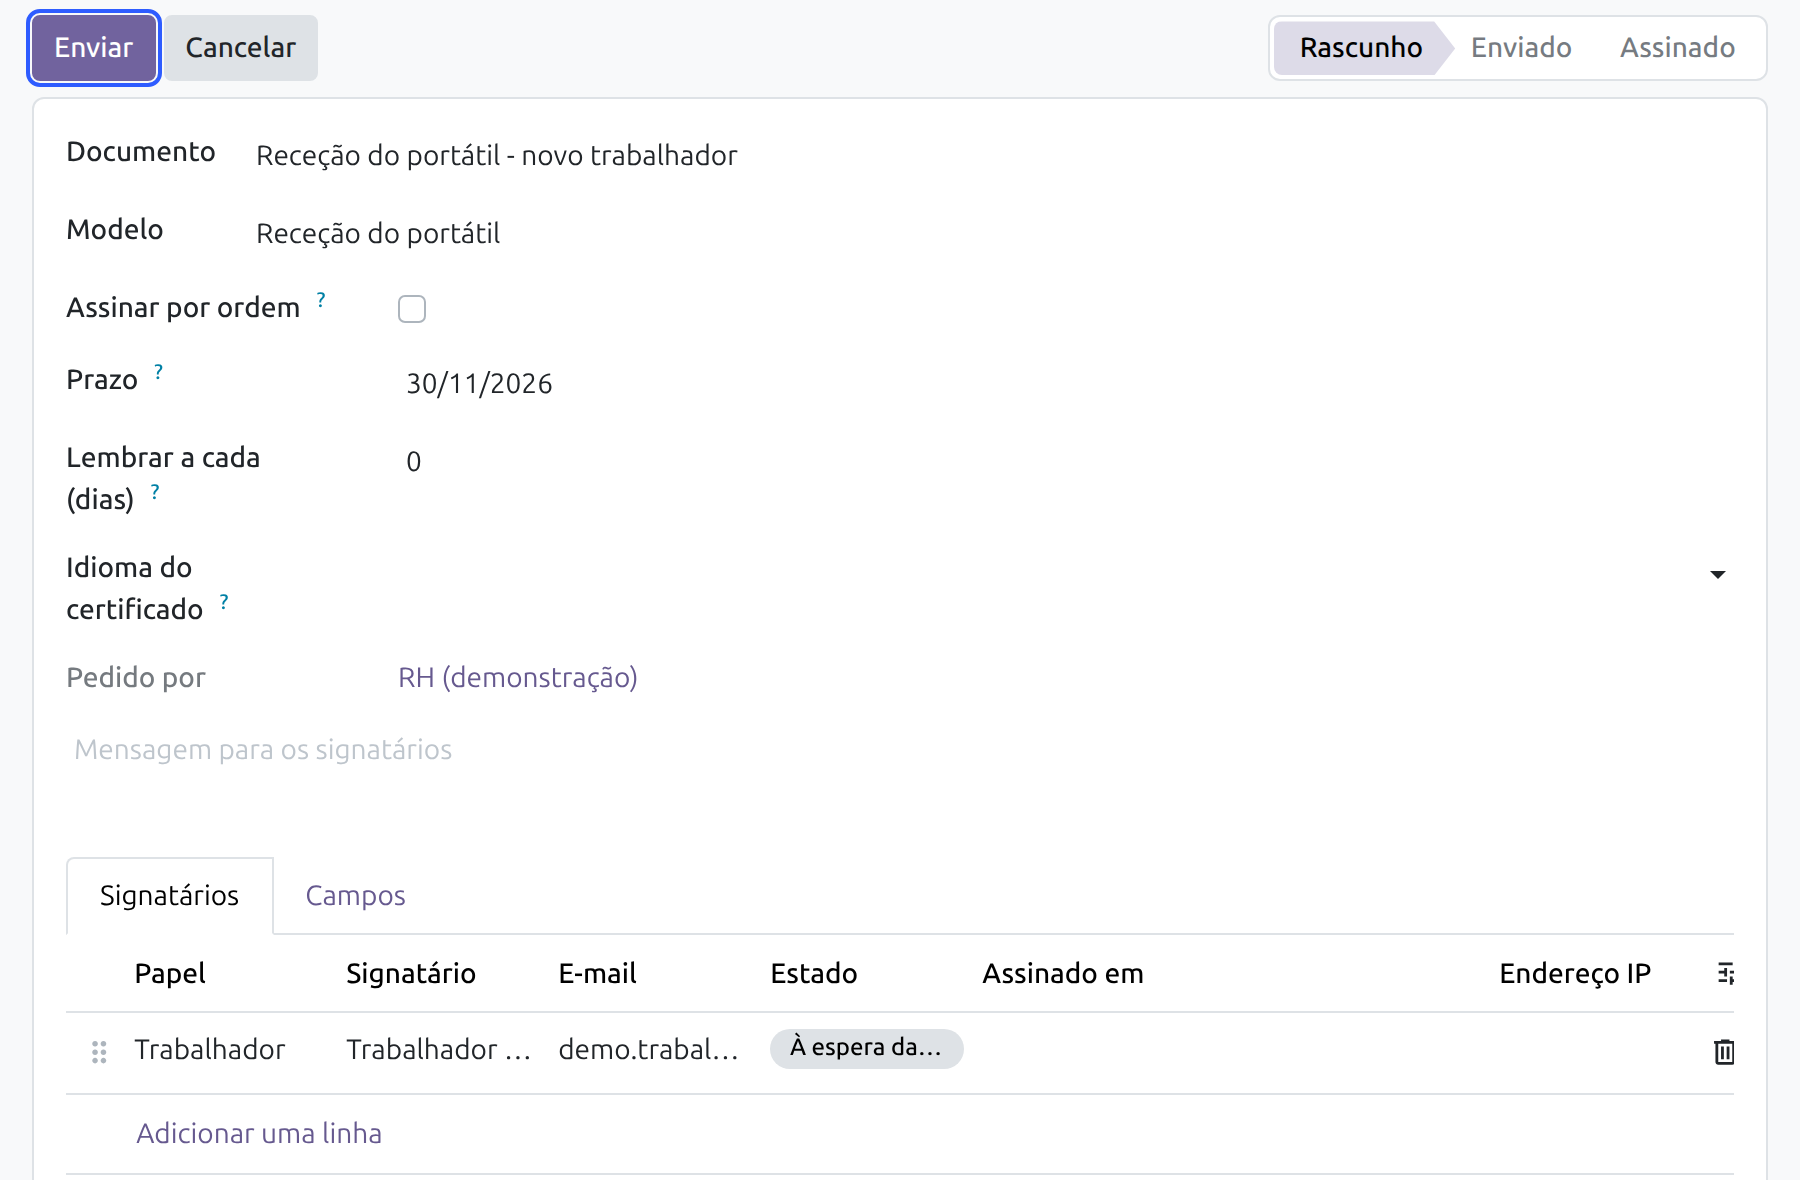 Enviar Cancelar Rascunho Enviado Assinado
Documento Receção do portátil - novo trabalhador
Modelo Receção do portátil
Assinar por ordem ?
Prazo ? 30/11/2026
Lembrar a cada 0
(dias) ?
Idioma do
certificado ?
Pedido por RH (demonstração)
Mensagem para os signatários
Signatários Campos
Papel Signatário E-mail Estado Assinado em Endereço IP
Trabalhador Trabalhador ... demo.trabal... À espera da...
Adicionar uma linha